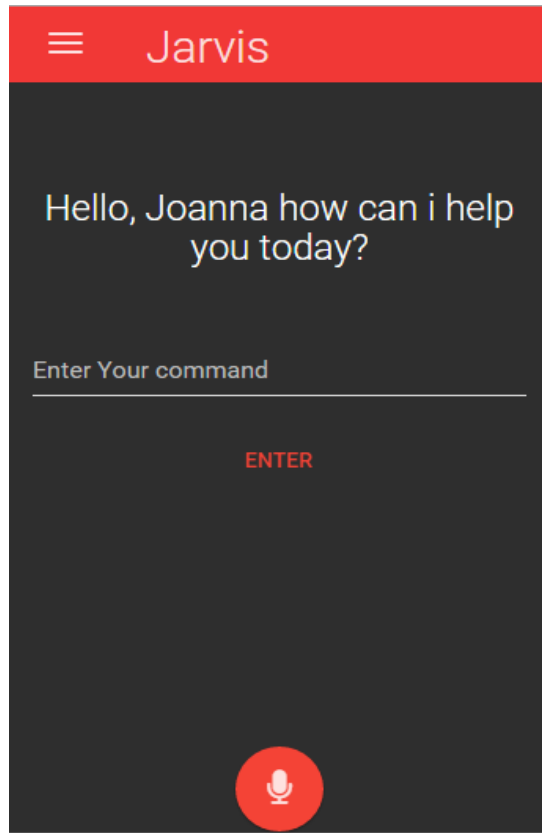 Jarvis
Hello, Joanna how can i help
you today?
Enter Your command
ENTER